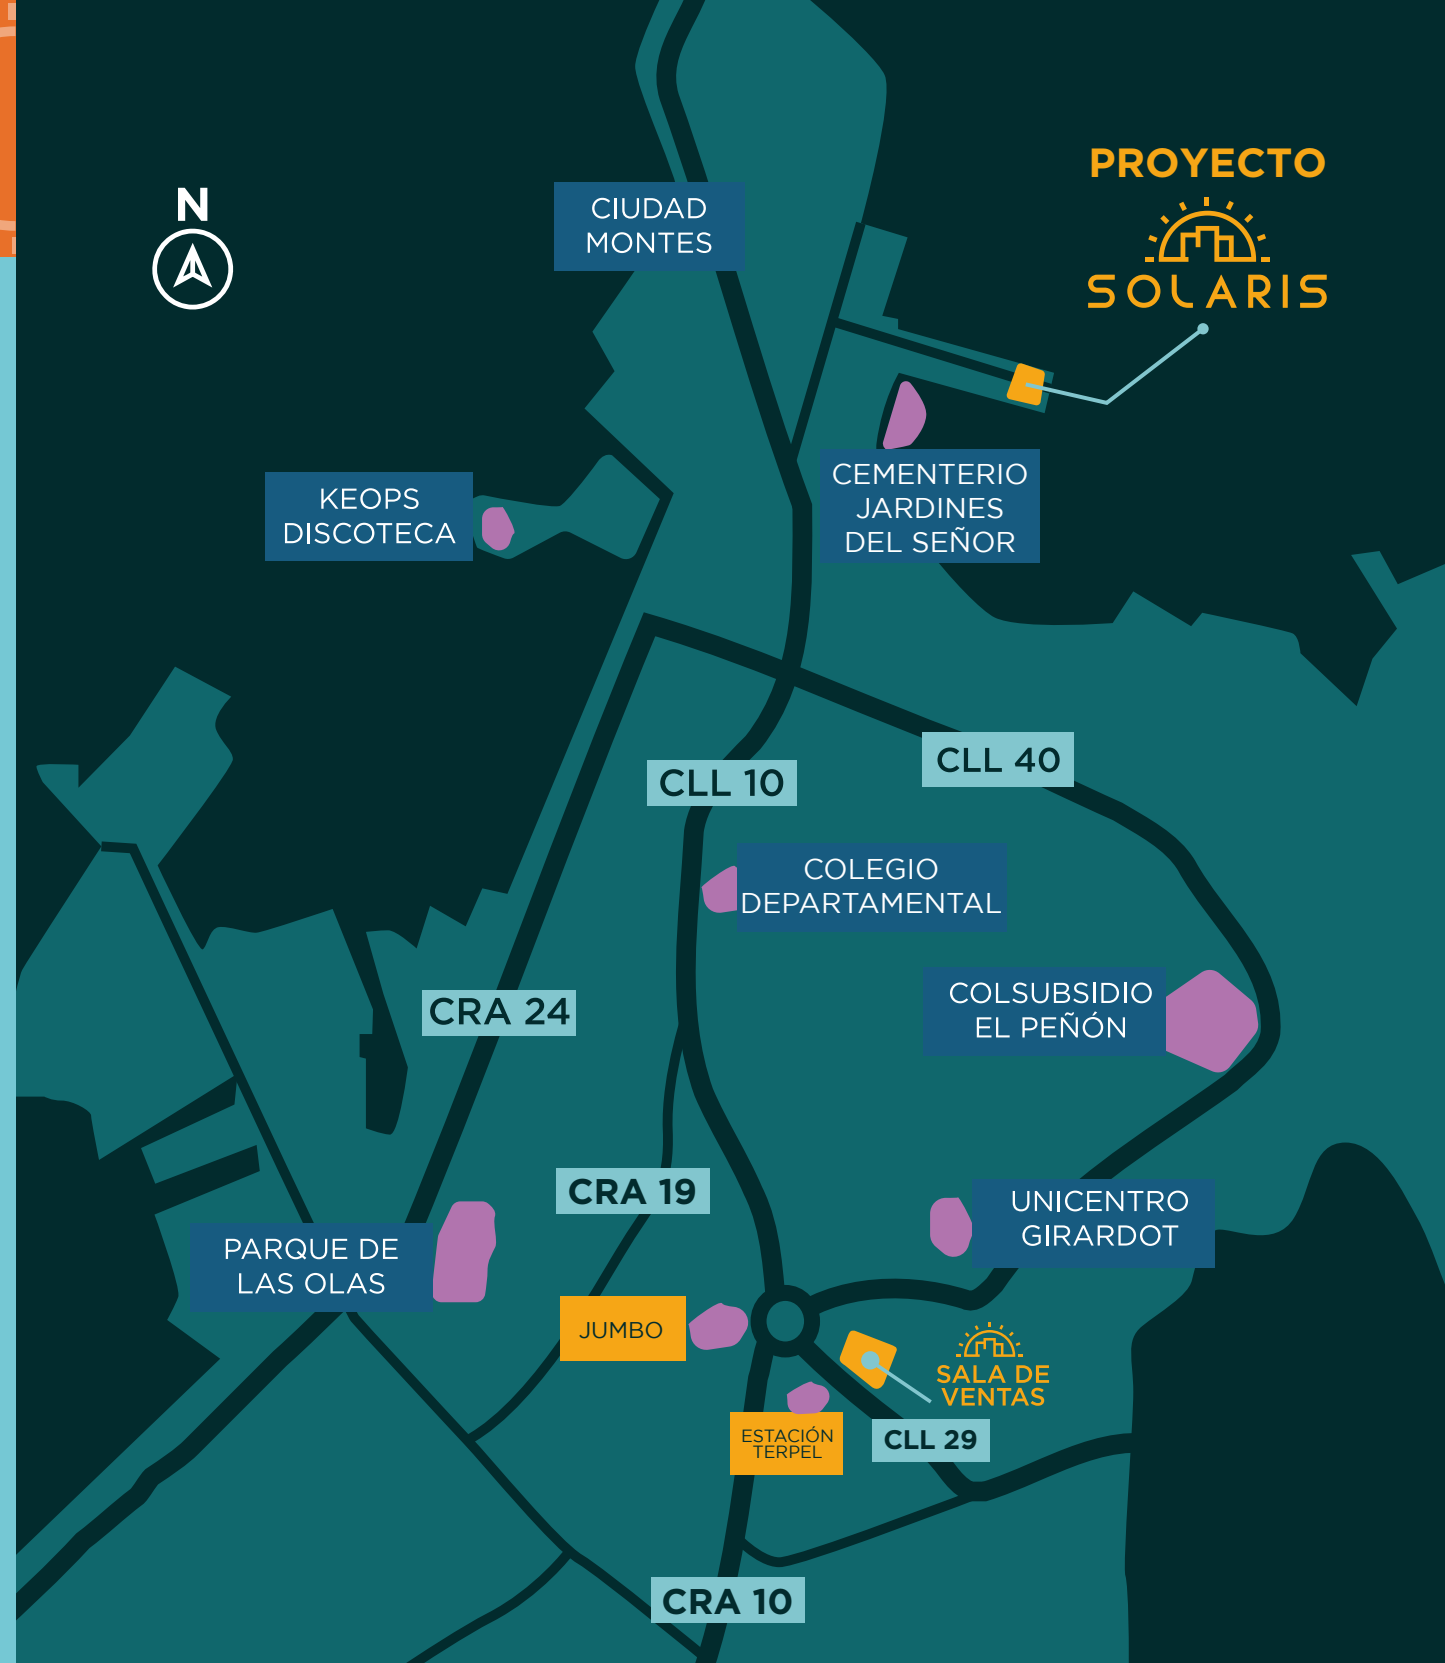 PROYECTO
SOLARIS
N
CIUDAD
MONTES
KEOPS
DISCOTECA
CEMENTERIO
JARDINES
DEL SEÑOR
CLL 40
CLL 10
COLEGIO
DEPARTAMENTAL
CRA 24
COLSUBSIDIO
EL PEÑÓN
CRA 19
UNICENTRO
GIRARDOT
PARQUE DE
LAS OLAS
JUMBO
SALA DE
VENTAS
ESTACIÓN
TERPEL
CLL 29
CRA 10